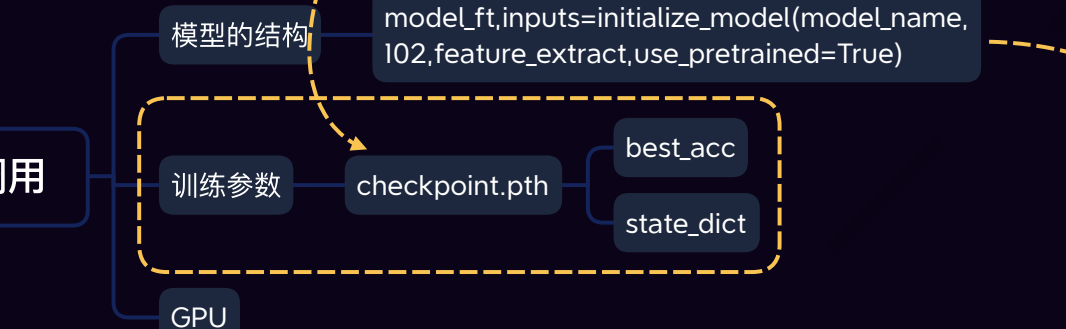 模型的结构
model_ft,inputs=initialize_model(model_name,
102,feature_extract,use_pretrained=True)
用
训练参数
checkpoint.pth
best_acc
state_dict
GPU